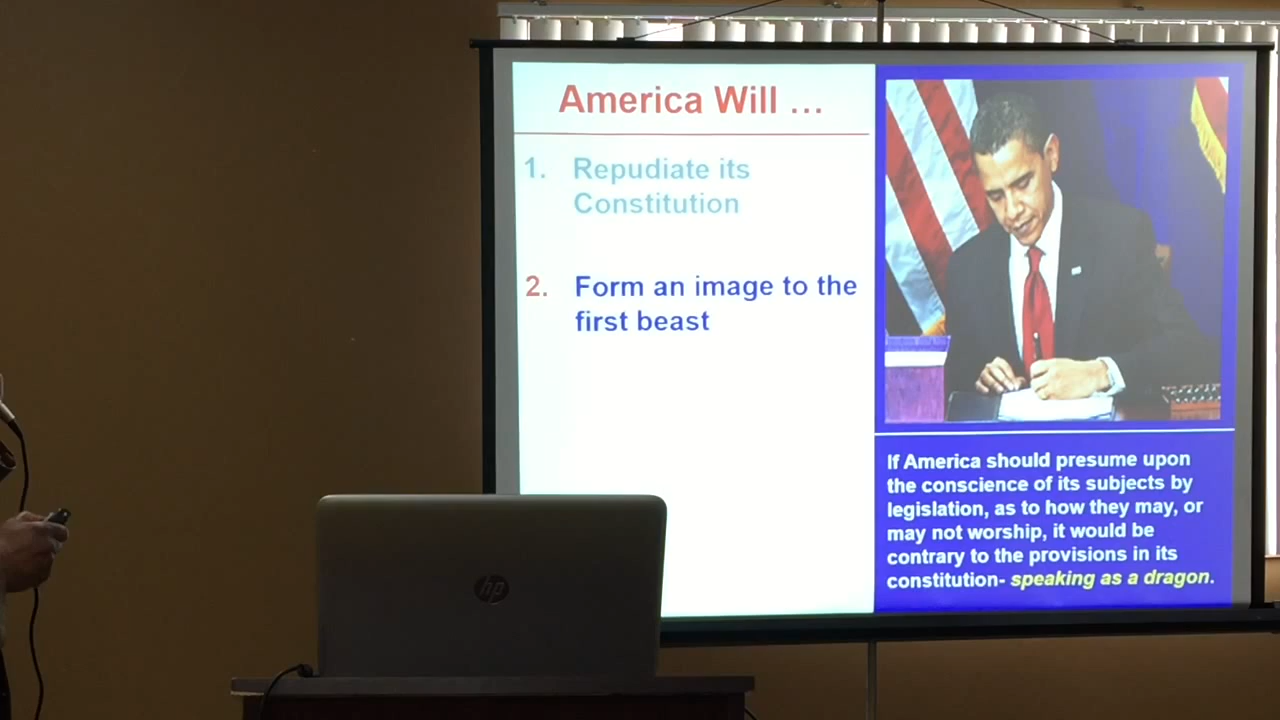 America Will ...
1. Repudiate its
Constitution
2. Form an image to the
first beast
If America should presume upon
the conscience of its subjects by
legislation, as to how they may, or
may not worship, it would be
contrary to the provisions in its
constitution- speaking as a dragon.
hp